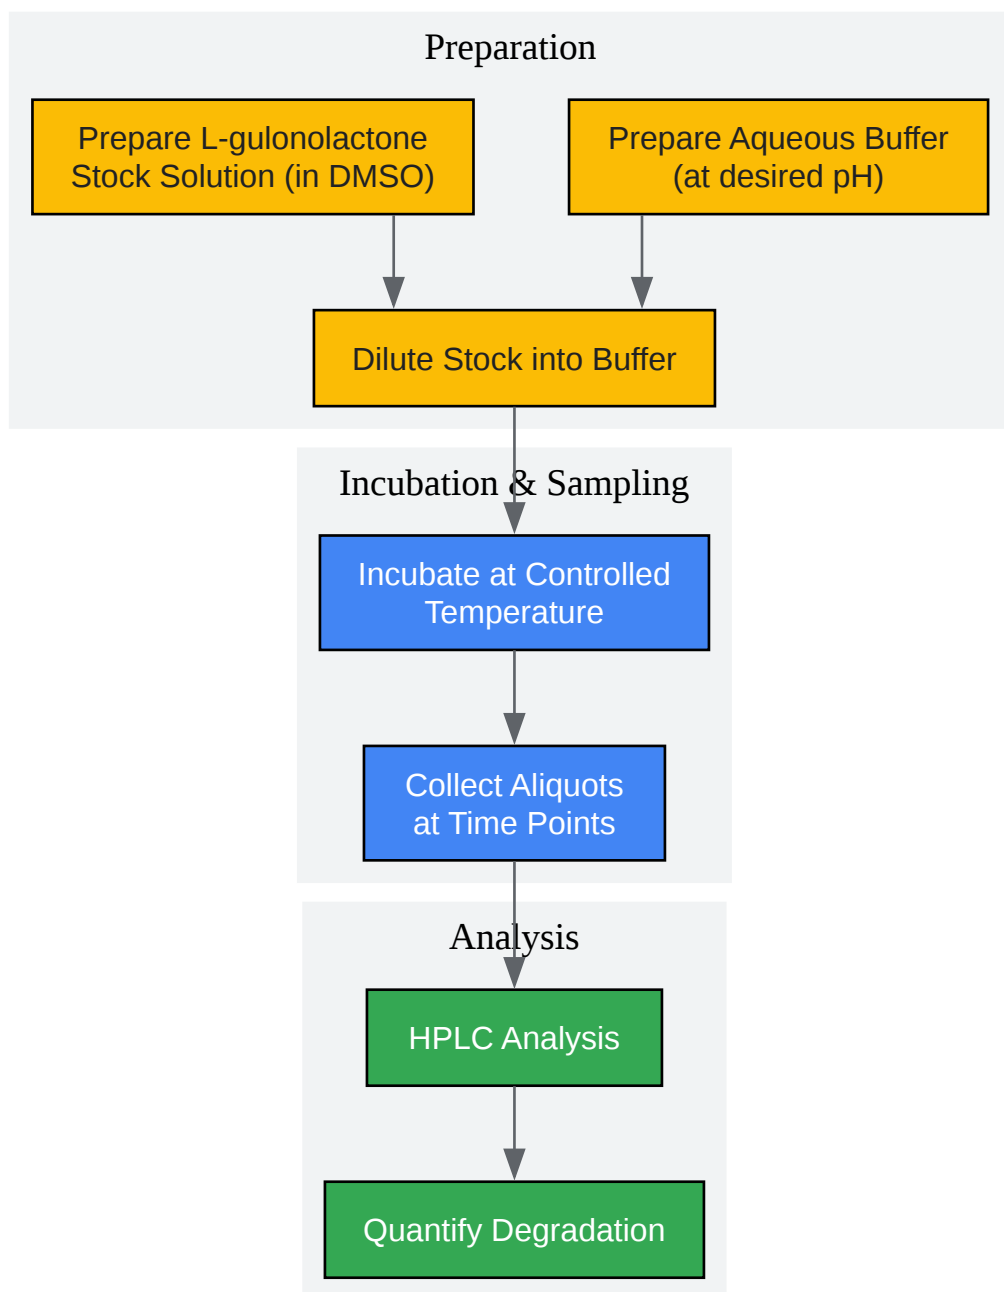 Preparation
Prepare L-gulonolactone
Stock Solution (in DMSO)
Prepare Aqueous Buffer
(at desired pH)
Dilute Stock into Buffer
Incubation & Sampling
Incubate at Controlled
Temperature
Collect Aliquots
at Time Points
Analysis
HPLC Analysis
Quantify Degradation